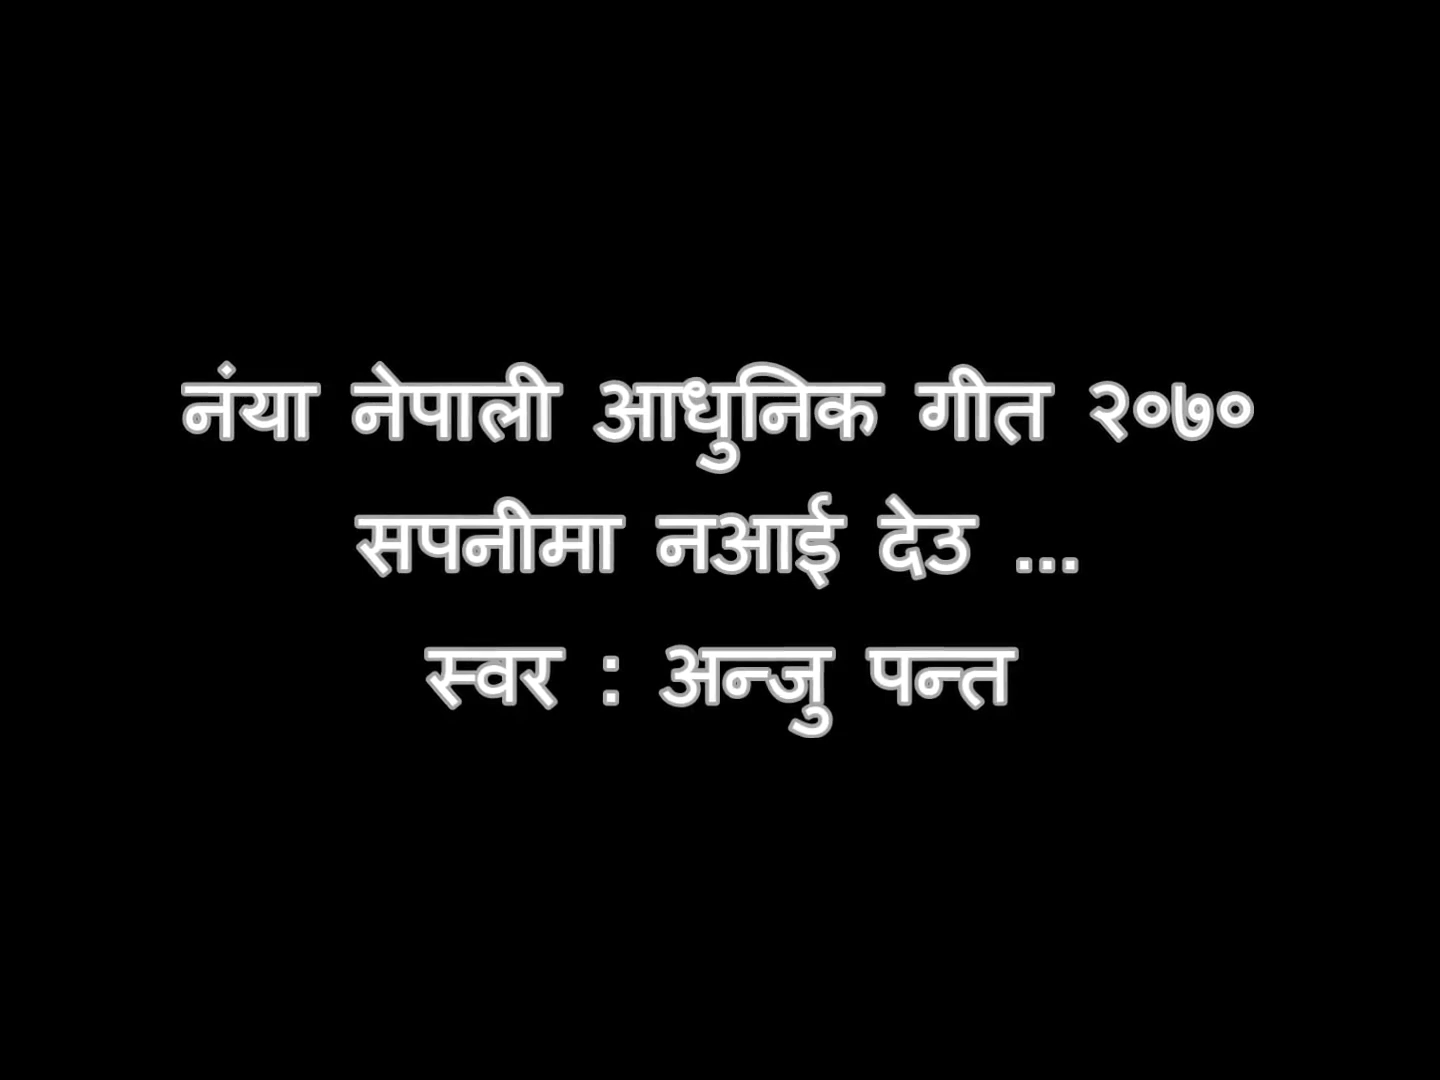 नंया नेपाली आधुनिक गीत २०७०
सपनीमा नआई देउ ...
स्वर : अन्जु पन्त